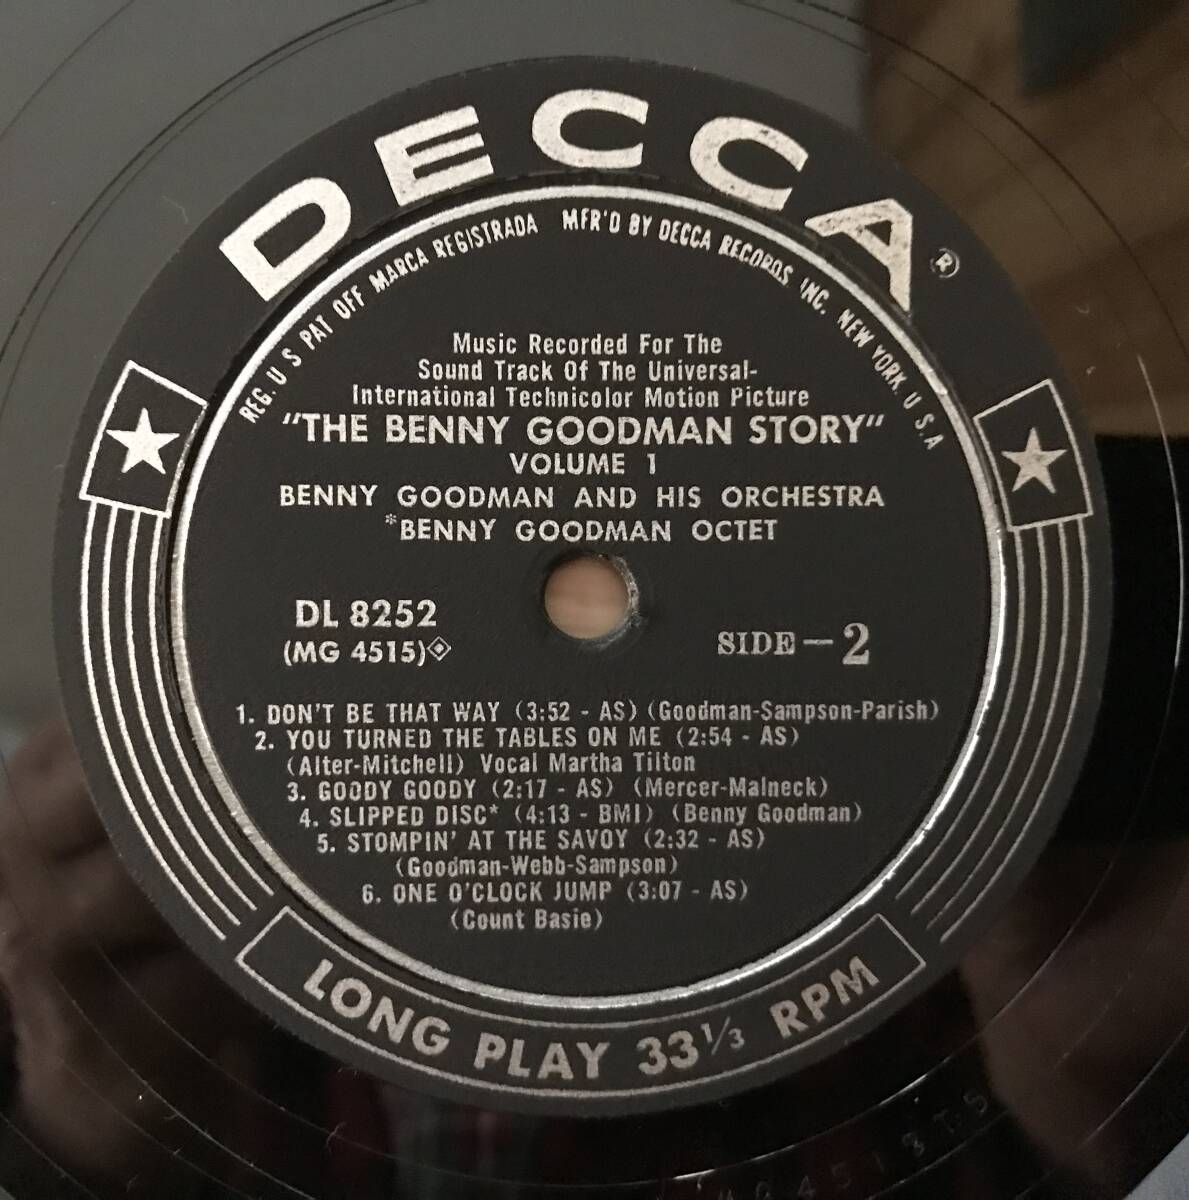 DECCA®
REG. U S PAT OFF MARCA REGISTRADA MFR'D BY DECCA RECORDS, INC. NEW YORK U S.A
Music Recorded For The
Sound Track Of The Universal-
International Technicolor Motion Picture
"THE BENNY GOODMAN STORY"
VOLUME 1
BENNY GOODMAN AND HIS ORCHESTRA
*BENNY GOODMAN OCTET
DL 8252
(MG 4515)
SIDE-2
1. DON'T BE THAT WAY (3:52 - AS) (Goodman-Sampson-Parish)
2. YOU TURNED THE TABLES ON ME (2:54 - AS)
(Alter-Mitchell) Vocal Martha Tilton
3. GOODY GOODY (2:17 - AS) (Mercer-Malneck)
4. SLIPPED DISC* (4:13 - BMI) (Benny Goodman)
5. STOMPIN' AT THE SAVOY (2:32 - AS)
(Goodman-Webb-Sampson)
6. ONE O'CLOCK JUMP (3:07 - AS)
(Count Basie)
LONG PLAY 33 1/3 RPM